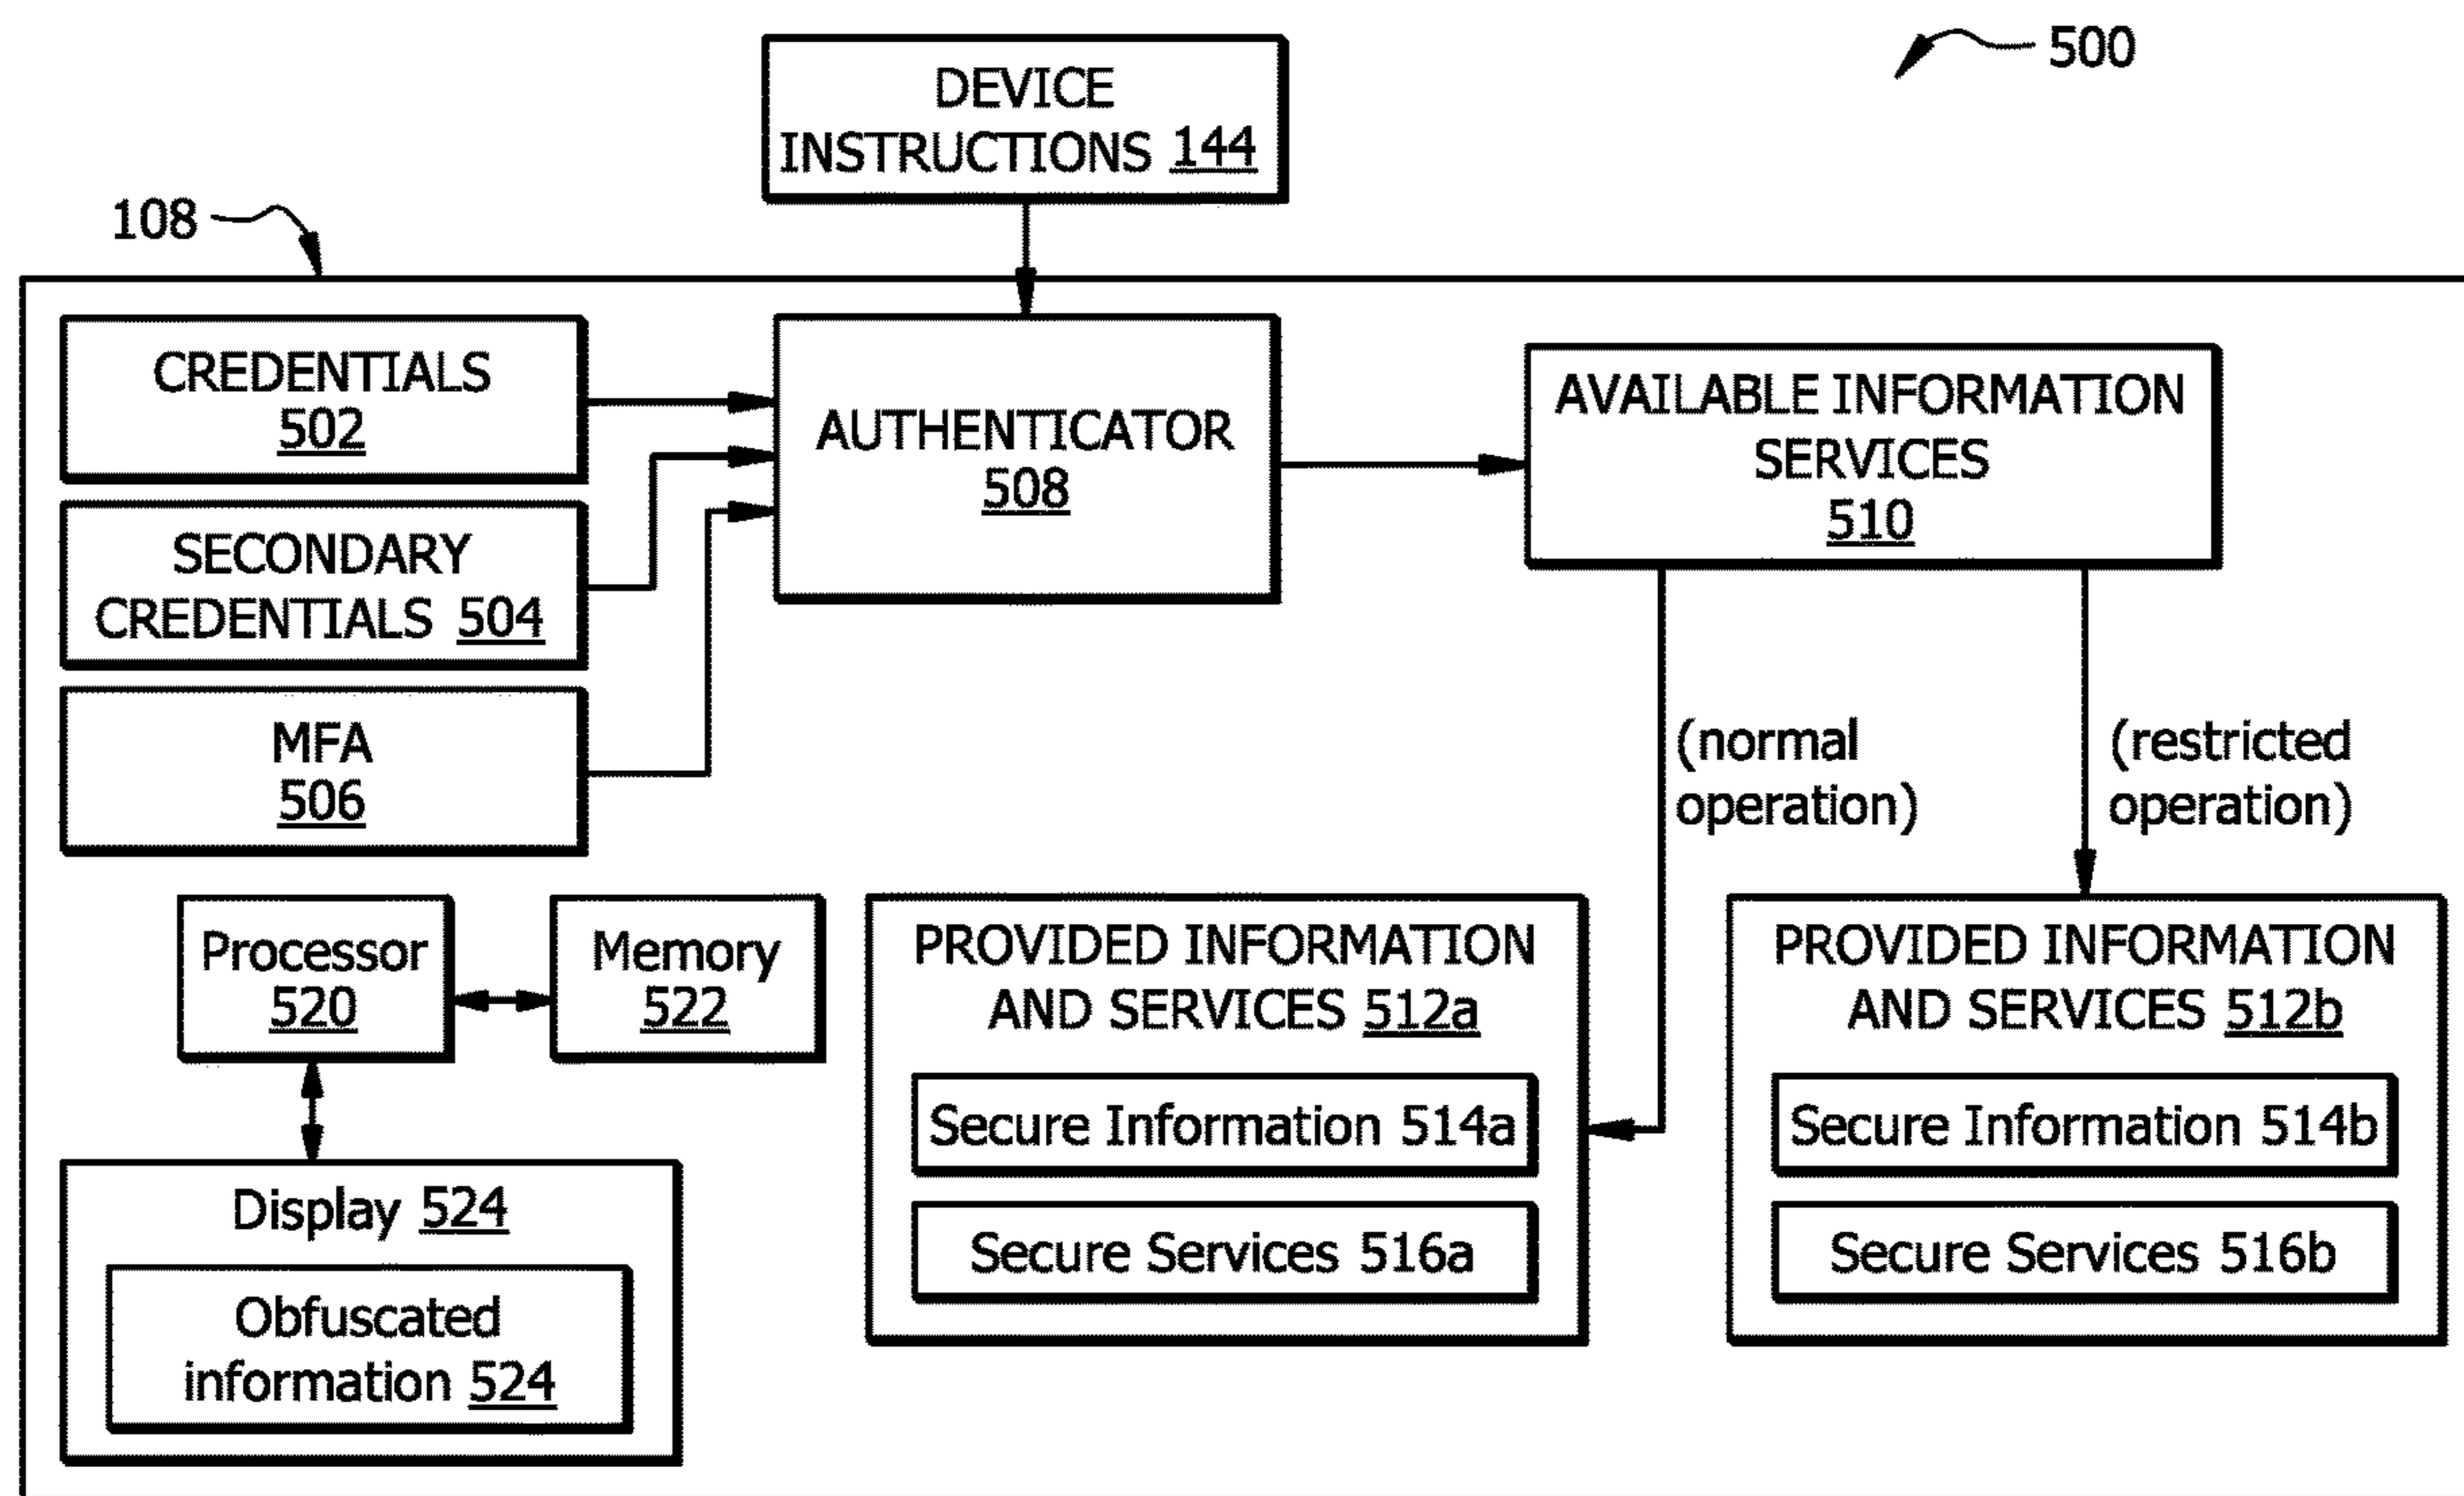 500
DEVICE
INSTRUCTIONS 144
108
CREDENTIALS
502
SECONDARY
CREDENTIALS 504
MFA
506
AUTHENTICATOR
508
AVAILABLE INFORMATION
SERVICES
510
(normal
operation)
(restricted
operation)
Processor
520
Memory
522
Display 524
Obfuscated
information 524
PROVIDED INFORMATION
AND SERVICES 512a
Secure Information 514a
Secure Services 516a
PROVIDED INFORMATION
AND SERVICES 512b
Secure Information 514b
Secure Services 516b